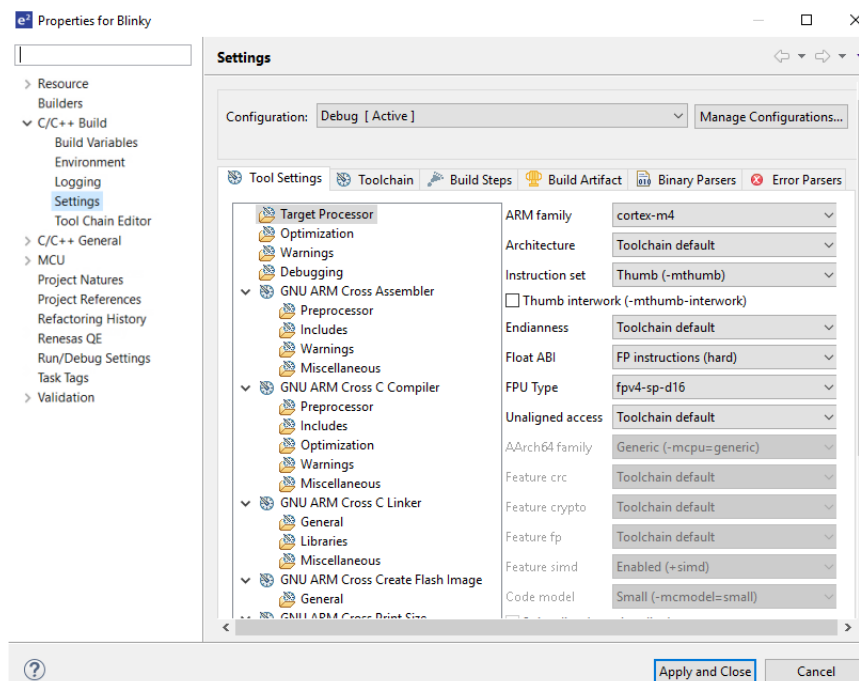 e² Properties for Blinky
Settings
Resource
Builders
C/C++ Build
Build Variables
Environment
Logging
Settings
Tool Chain Editor
C/C++ General
MCU
Project Natures
Project References
Refactoring History
Renesas QE
Run/Debug Settings
Task Tags
Validation
Configuration: Debug [ Active ] Manage Configurations...
Tool Settings Toolchain Build Steps Build Artifact Binary Parsers Error Parsers
Target Processor
Optimization
Warnings
Debugging
GNU ARM Cross Assembler
Preprocessor
Includes
Warnings
Miscellaneous
GNU ARM Cross C Compiler
Preprocessor
Includes
Optimization
Warnings
Miscellaneous
GNU ARM Cross C Linker
General
Libraries
Miscellaneous
GNU ARM Cross Create Flash Image
General
GNU ARM Cross Print Size
ARM family cortex-m4
Architecture Toolchain default
Instruction set Thumb (-mthumb)
Thumb interwork (-mthumb-interwork)
Endianness Toolchain default
Float ABI FP instructions (hard)
FPU Type fpv4-sp-d16
Unaligned access Toolchain default
AArch64 family Generic (-mcpu=generic)
Feature crc Toolchain default
Feature crypto Toolchain default
Feature fp Toolchain default
Feature simd Enabled (+simd)
Code model Small (-mcmodel=small)
? Apply and Close Cancel